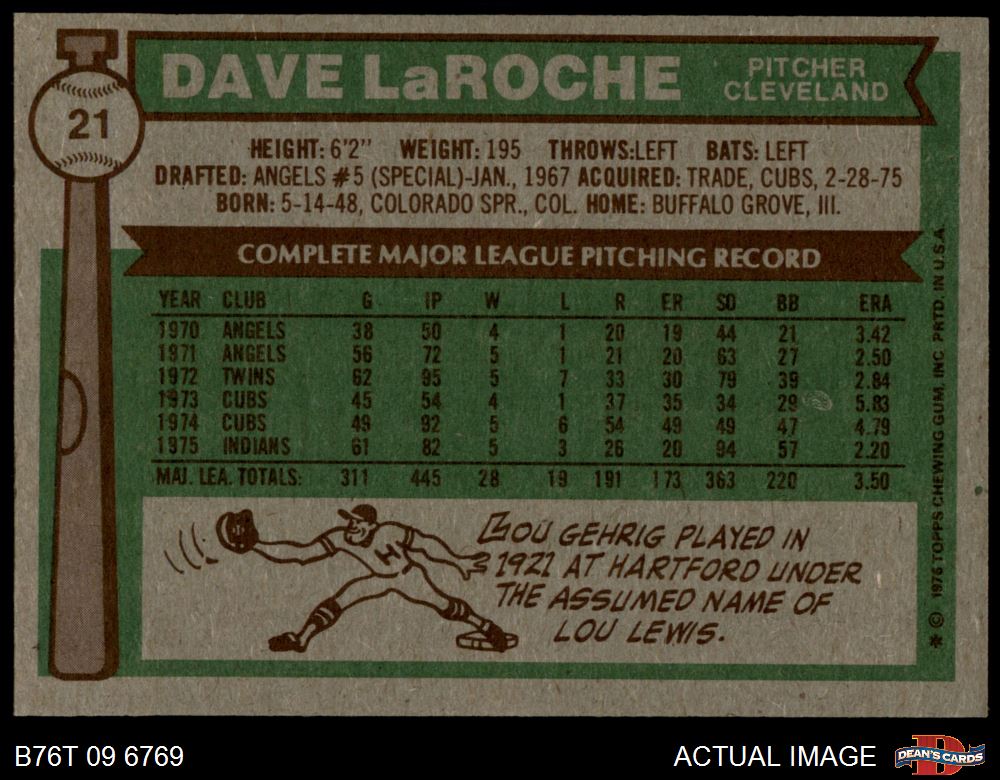 21
DAVE LaROCHE
PITCHER
CLEVELAND
HEIGHT: 6'2" WEIGHT: 195 THROWS:LEFT BATS: LEFT
DRAFTED: ANGELS #5 (SPECIAL)-JAN., 1967 ACQUIRED: TRADE, CUBS, 2-28-75
BORN: 5-14-48, COLORADO SPR., COL. HOME: BUFFALO GROVE, Ill.
COMPLETE MAJOR LEAGUE PITCHING RECORD
YEAR CLUB G IP W L R ER SO BB ERA
1970 ANGELS 38 50 4 1 20 19 44 21 3.42
1971 ANGELS 56 72 5 1 21 20 63 27 2.50
1972 TWINS 62 95 5 7 33 30 79 39 2.84
1973 CUBS 45 54 4 1 37 35 34 29 5.83
1974 CUBS 49 92 5 6 54 49 49 47 4.79
1975 INDIANS 61 82 5 3 26 20 94 57 2.20
MAJ. LEA. TOTALS: 311 445 28 19 191 173 363 220 3.50
H
LOU GEHRIG PLAYED IN
1921 AT HARTFORD UNDER
THE ASSUMED NAME OF
LOU LEWIS.
* © 1976 TOPPS CHEWING GUM, INC. PRTD. IN U.S.A.
B76T 09 6769
ACTUAL IMAGE
D
DEAN'S CARDS